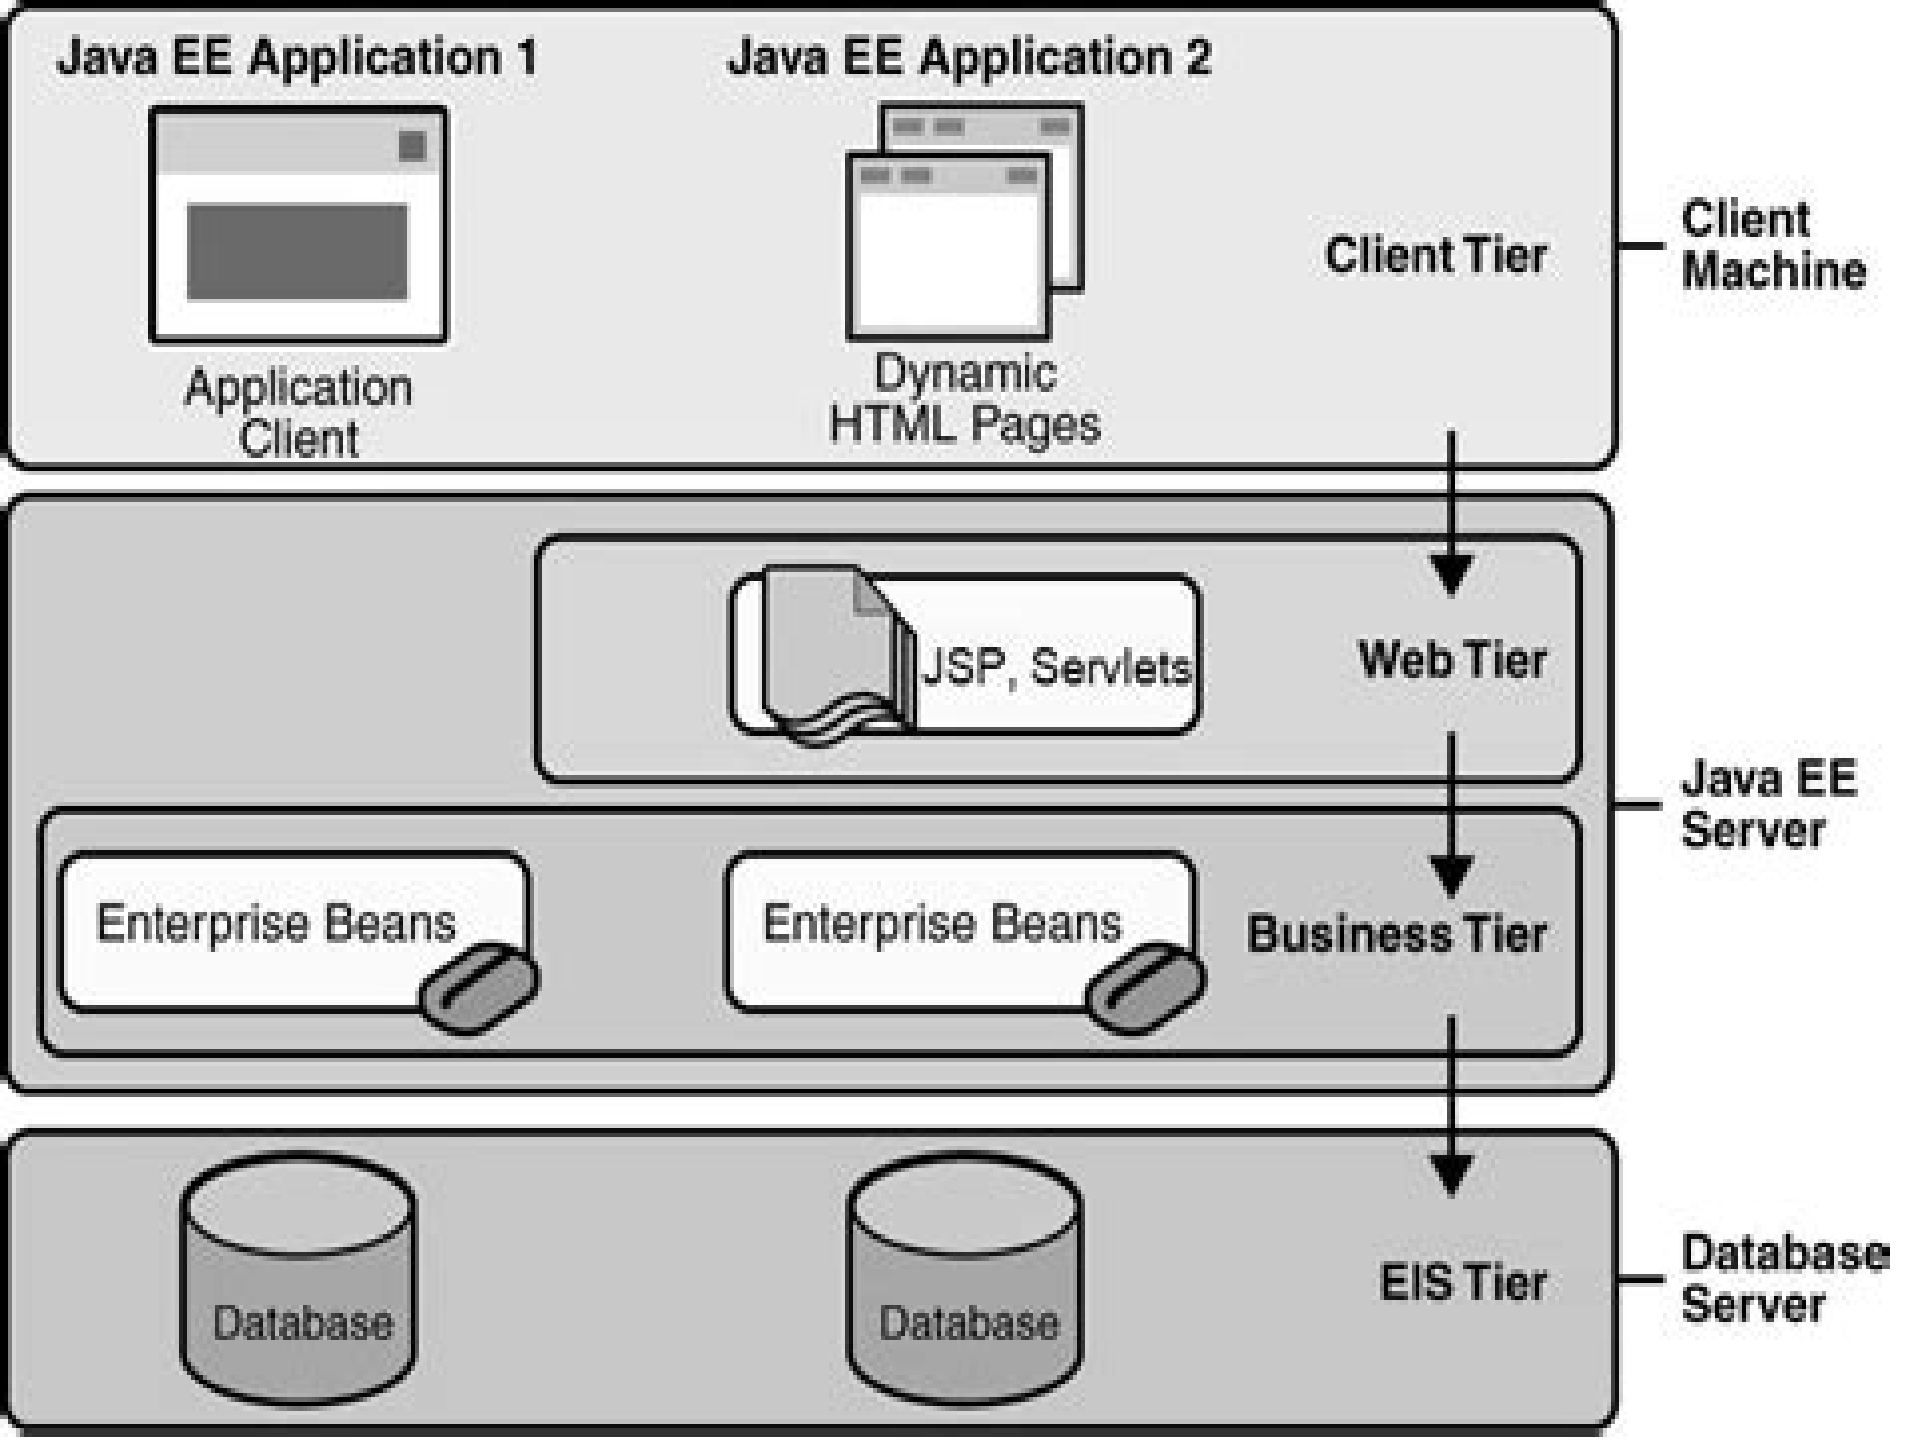 Java EE Application 1
Java EE Application 2
Application
Client
Dynamic
HTML Pages
Client Tier
Client
Machine
JSP, Servlets
Web Tier
Java EE
Server
Enterprise Beans
Enterprise Beans
Business Tier
Database
Database
EIS Tier
Database
Server